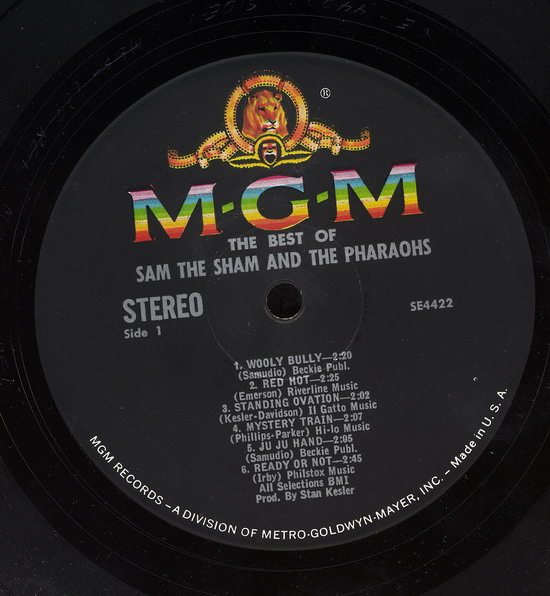 ®
M·G·M
THE BEST OF
SAM THE SHAM AND THE PHARAOHS
STEREO
Side 1
SE4422
1. WOOLY BULLY—2:20
(Samudio) Beckie Publ.
2. RED HOT—2:25
(Emerson) Riverline Music
3. STANDING OVATION—2:02
(Kesler-Davidson) Il Gatto Music
4. MYSTERY TRAIN—2:07
(Phillips-Parker) Hi-lo Music
5. JU JU HAND—2:05
(Samudio) Beckie Publ.
6. READY OR NOT—2:45
(Irby) Philstox Music
All Selections BMI
Prod. By Stan Kesler
MGM RECORDS – A DIVISION OF METRO-GOLDWYN-MAYER, INC. – Made in U. S. A.